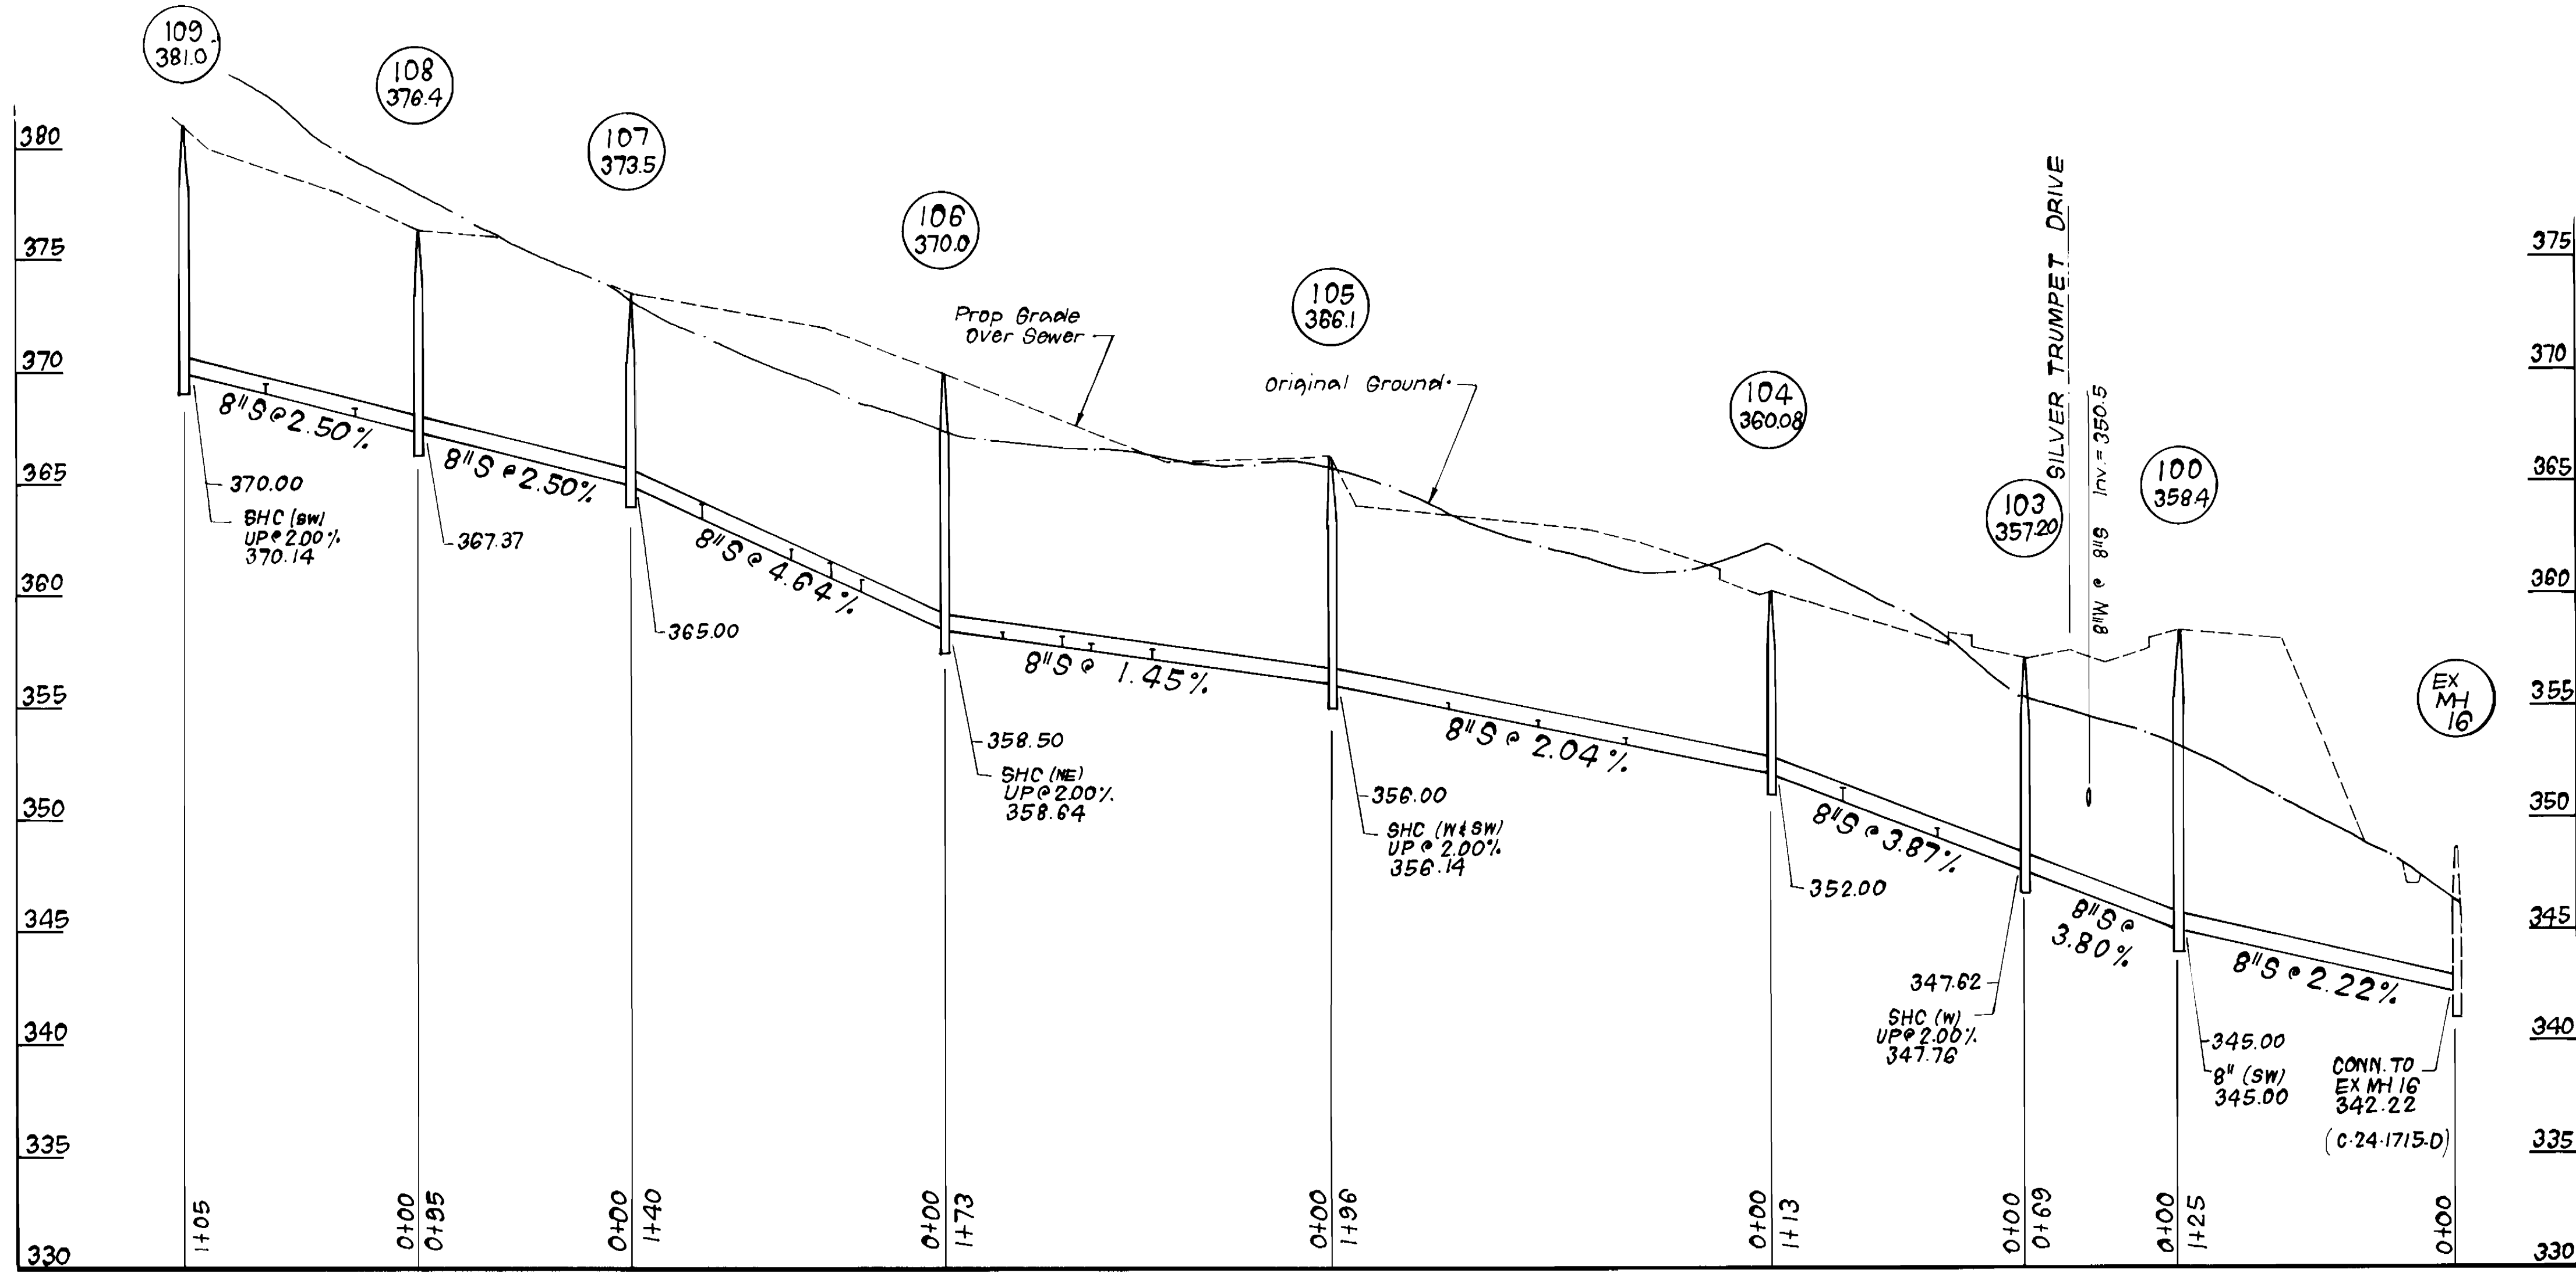 109
381.0
108
376.4
107
373.5
106
370.0
105
366.1
104
360.08
103
357.20
100
358.4
EX
MH
16
SILVER TRUMPET DRIVE
8"W @ 8"S Inv. = 350.5
Prop Grade
Over Sewer
Original Ground
380
375
370
365
360
355
350
345
340
335
330
375
370
365
360
355
350
345
340
335
330
8"S @ 2.50%
8"S @ 2.50%
8"S @ 4.64%
8"S @ 1.45%
8"S @ 2.04%
8"S @ 3.87%
8"S @
3.80%
8"S @ 2.22%
370.00
SHC (SW)
UP @ 2.00%
370.14
367.37
365.00
358.50
SHC (NE)
UP @ 2.00%
358.64
356.00
SHC (W & SW)
UP @ 2.00%
356.14
352.00
347.62
SHC (W)
UP @ 2.00%
347.76
345.00
8" (SW)
345.00
CONN. TO
EX MH 16
342.22
(C-24-1715-D)
1+05
0+00
0+95
0+00
1+40
0+00
1+73
0+00
1+96
0+00
1+13
0+00
0+69
0+00
1+25
0+00